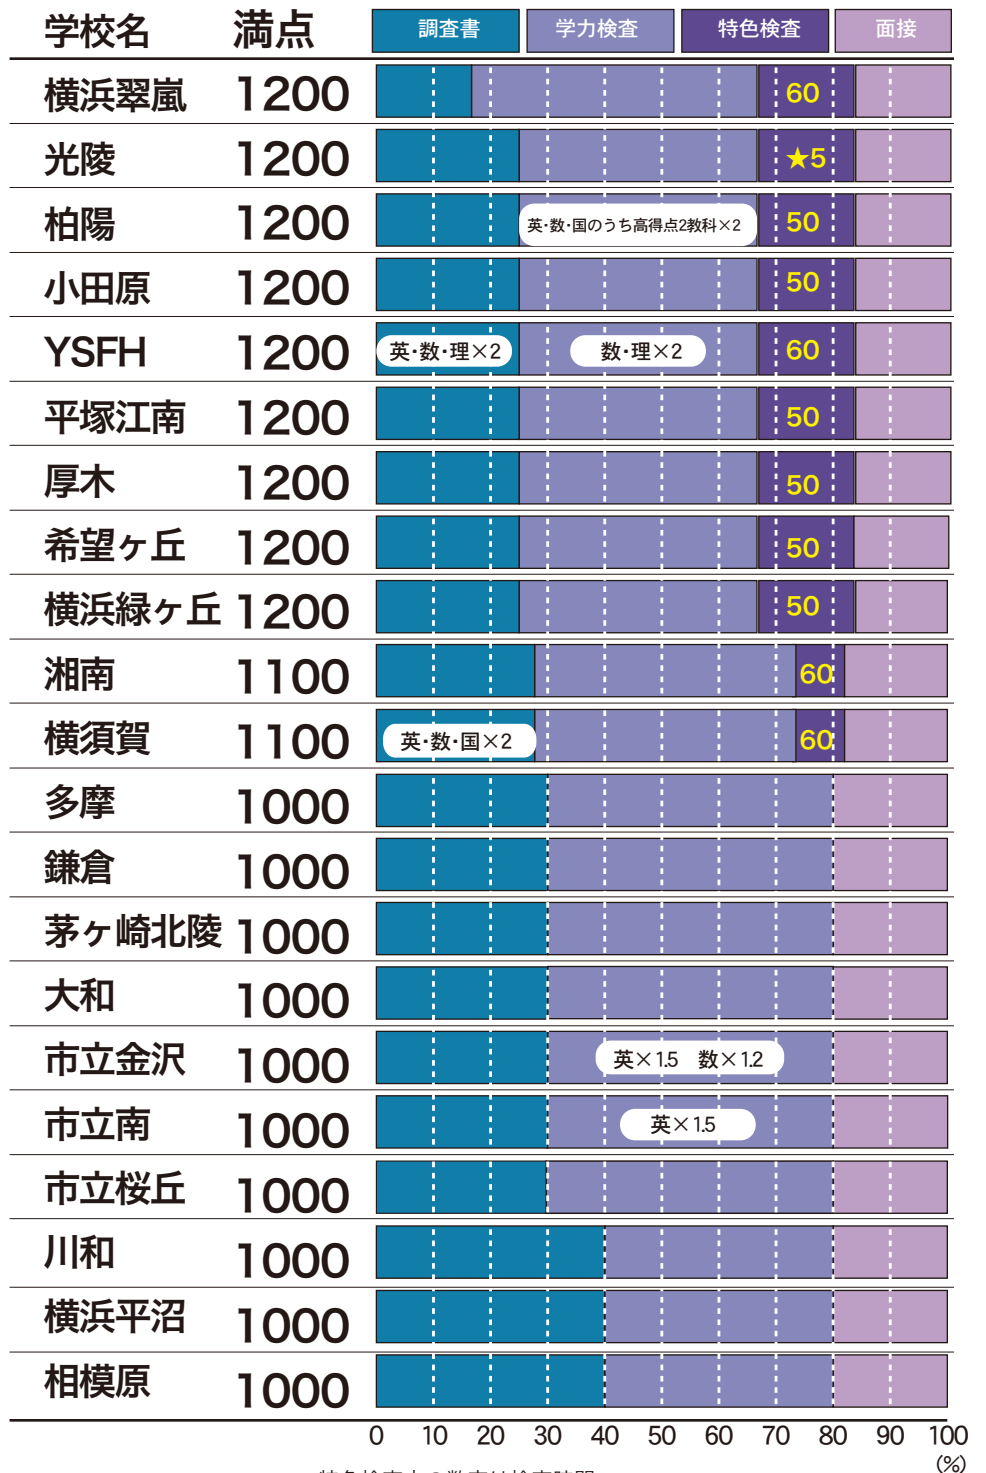 学校名 満点 調査書 学力検査 特色検査 面接
横浜翠嵐 1200 60
光陵 1200 ★5
柏陽 1200 英・数・国のうち高得点2教科×2 50
小田原 1200 50
YSFH 1200 英・数・理×2 数・理×2 60
平塚江南 1200 50
厚木 1200 50
希望ヶ丘 1200 50
横浜緑ヶ丘 1200 50
湘南 1100 60
横須賀 1100 英・数・国×2 60
多摩 1000
鎌倉 1000
茅ヶ崎北陵 1000
大和 1000
市立金沢 1000 英×1.5 数×1.2
市立南 1000 英×1.5
市立桜丘 1000
川和 1000
横浜平沼 1000
相模原 1000
0 10 20 30 40 50 60 70 80 90 100
(%)